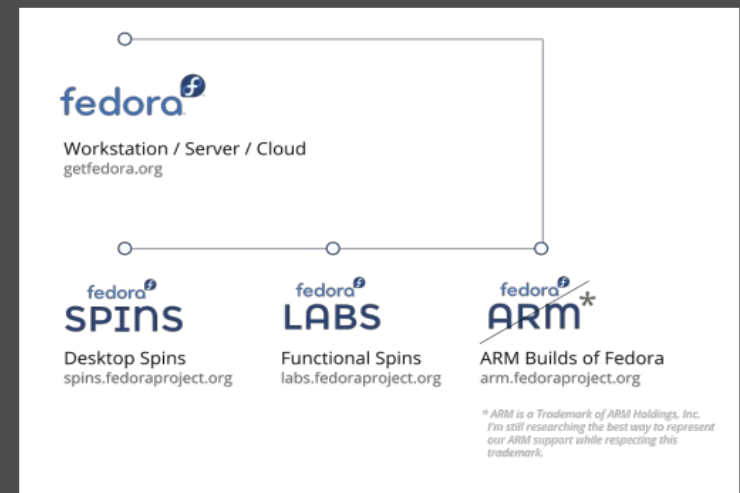 fedora
Workstation / Server / Cloud
getfedora.org
fedora
SPINS
Desktop Spins
spins.fedoraproject.org
fedora
LABS
Functional Spins
labs.fedoraproject.org
fedora
ARM*
ARM Builds of Fedora
arm.fedoraproject.org
* ARM is a Trademark of ARM Holdings, Inc.
I'm still researching the best way to represent
our ARM support while respecting this
trademark.